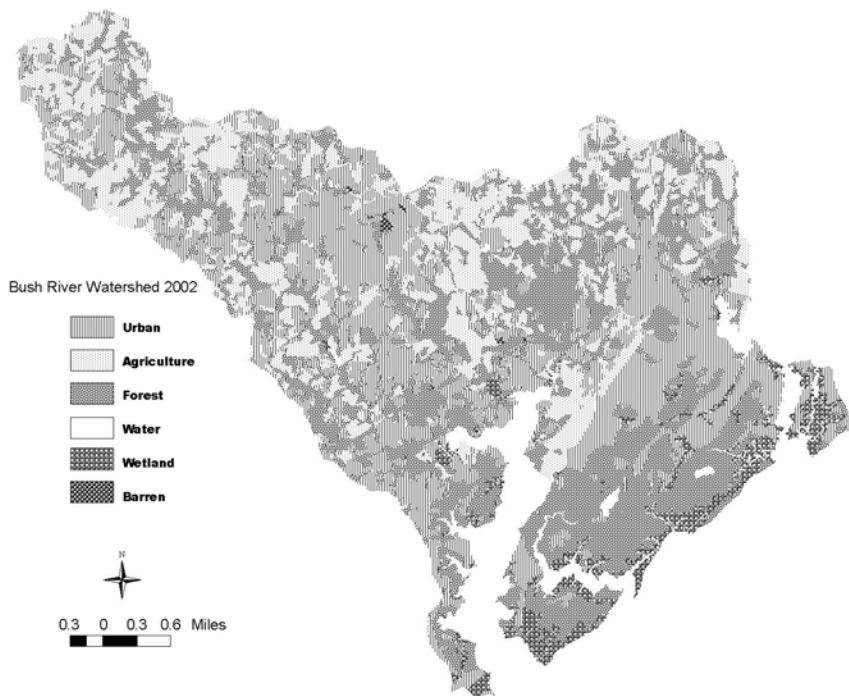 Bush River Watershed 2002
Urban
Agriculture
Forest
Water
Wetland
Barren
N
0.3 0 0.3 0.6 Miles